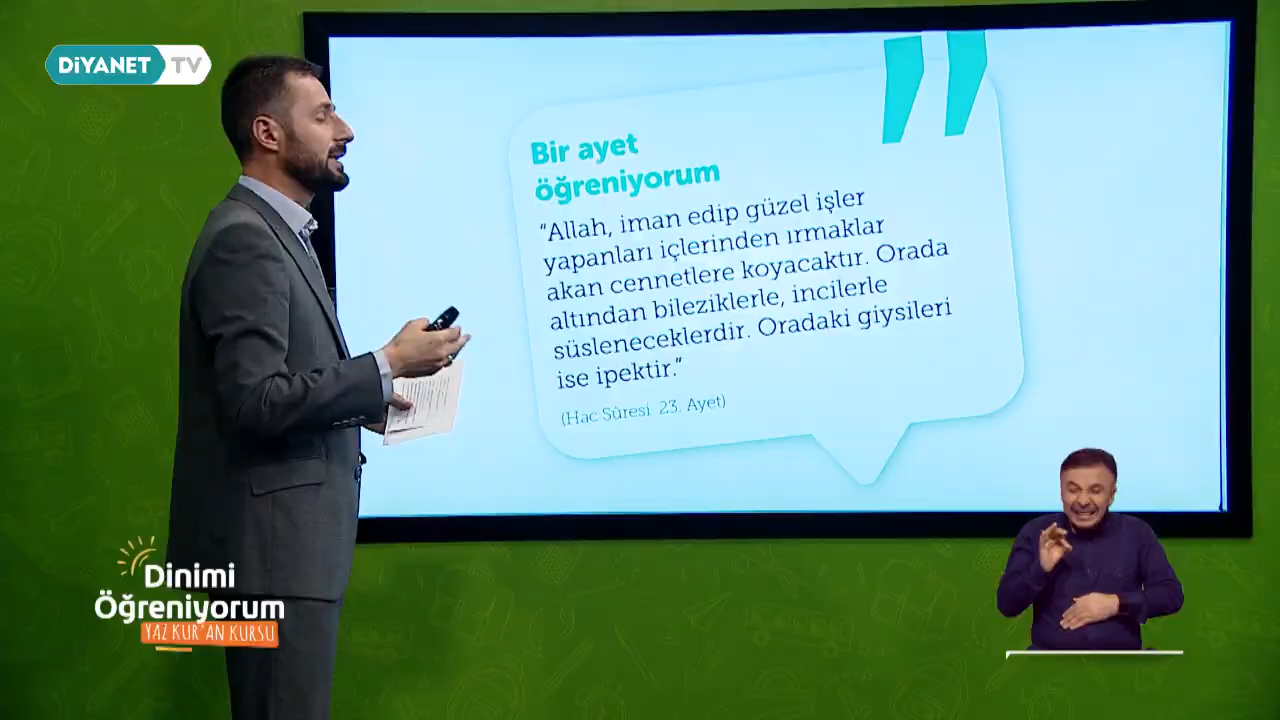 DİYANET TV
"
Bir ayet
öğreniyorum
“Allah, iman edip güzel işler
yapanları içlerinden ırmaklar
akan cennetlere koyacaktır. Orada
altından bileziklerle, incilerle
süsleneceklerdir. Oradaki giysileri
ise ipektir.”
(Hac Sûresi 23. Ayet)
Dinimi
Öğreniyorum
YAZ KUR'AN KURSU